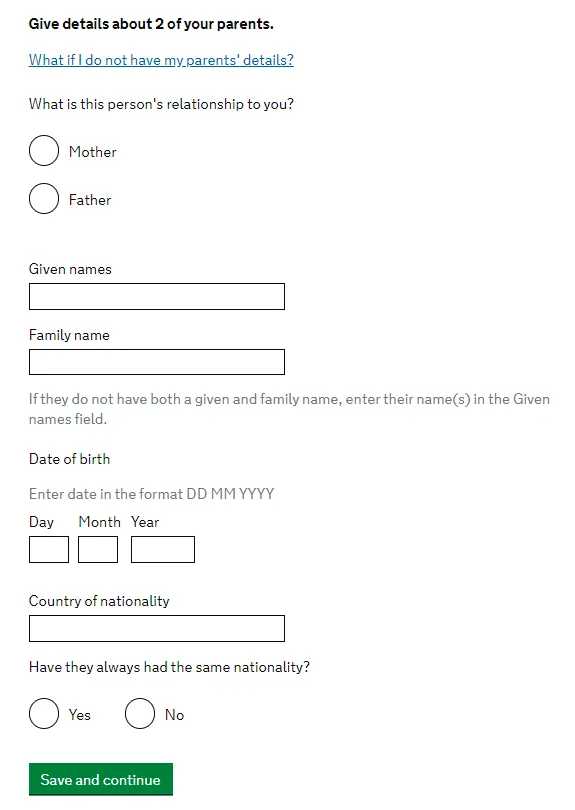 Give details about 2 of your parents.
What if I do not have my parents' details?
What is this person's relationship to you?
Mother
Father
Given names
Family name
If they do not have both a given and family name, enter their name(s) in the Given
names field.
Date of birth
Enter date in the format DD MM YYYY
Day Month Year
Country of nationality
Have they always had the same nationality?
Yes No
Save and continue